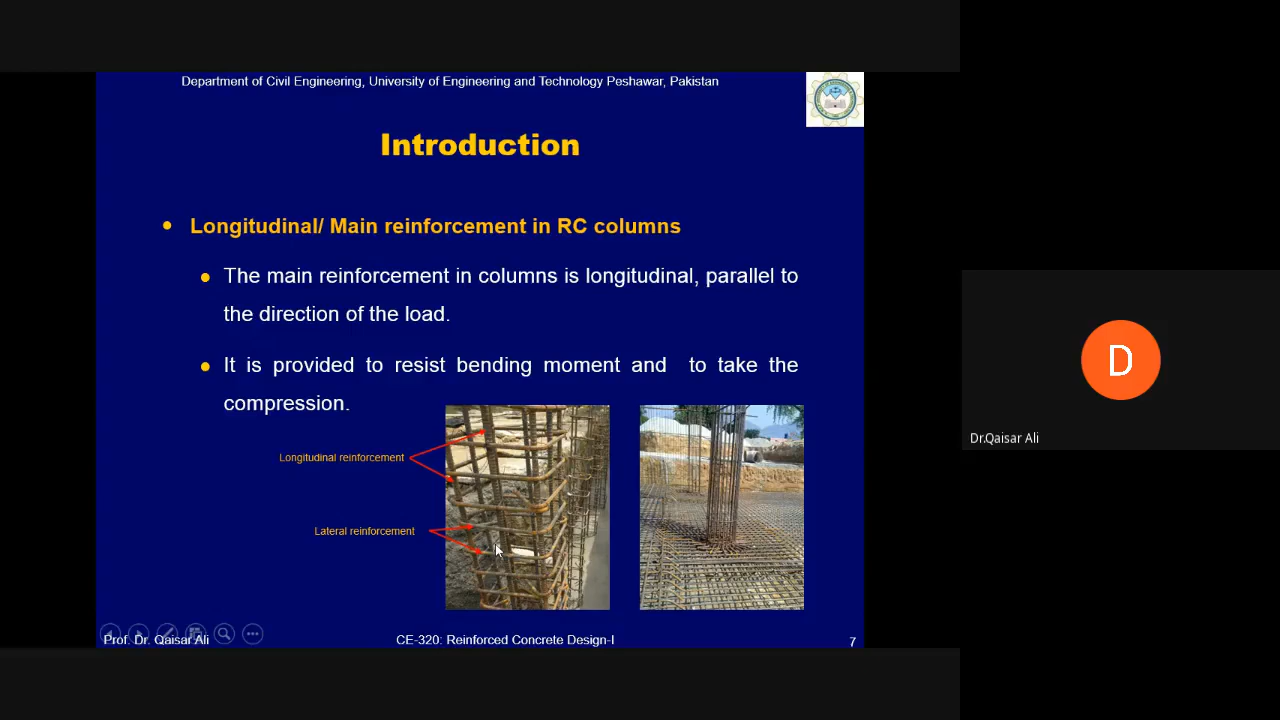 Department of Civil Engineering, University of Engineering and Technology Peshawar, Pakistan
Introduction
Longitudinal/ Main reinforcement in RC columns
The main reinforcement in columns is longitudinal, parallel to
the direction of the load.
It is provided to resist bending moment and to take the
compression.
Longitudinal reinforcement
Lateral reinforcement
Prof. Dr. Qaisar Ali
CE-320: Reinforced Concrete Design-I
7
D
Dr.Qaisar Ali